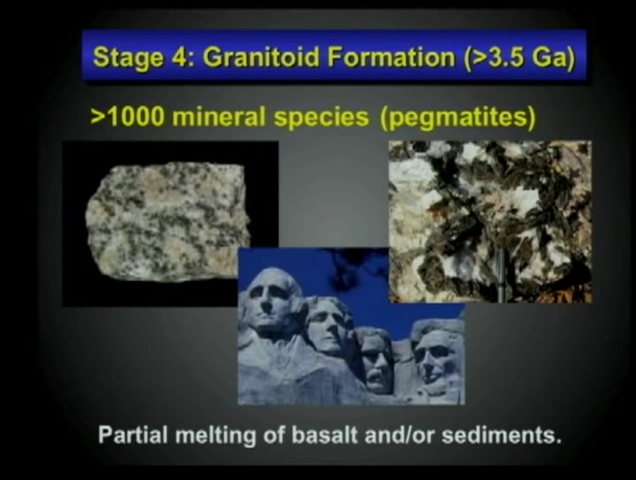 Stage 4: Granitoid Formation (>3.5 Ga)
>1000 mineral species (pegmatites)
Partial melting of basalt and/or sediments.